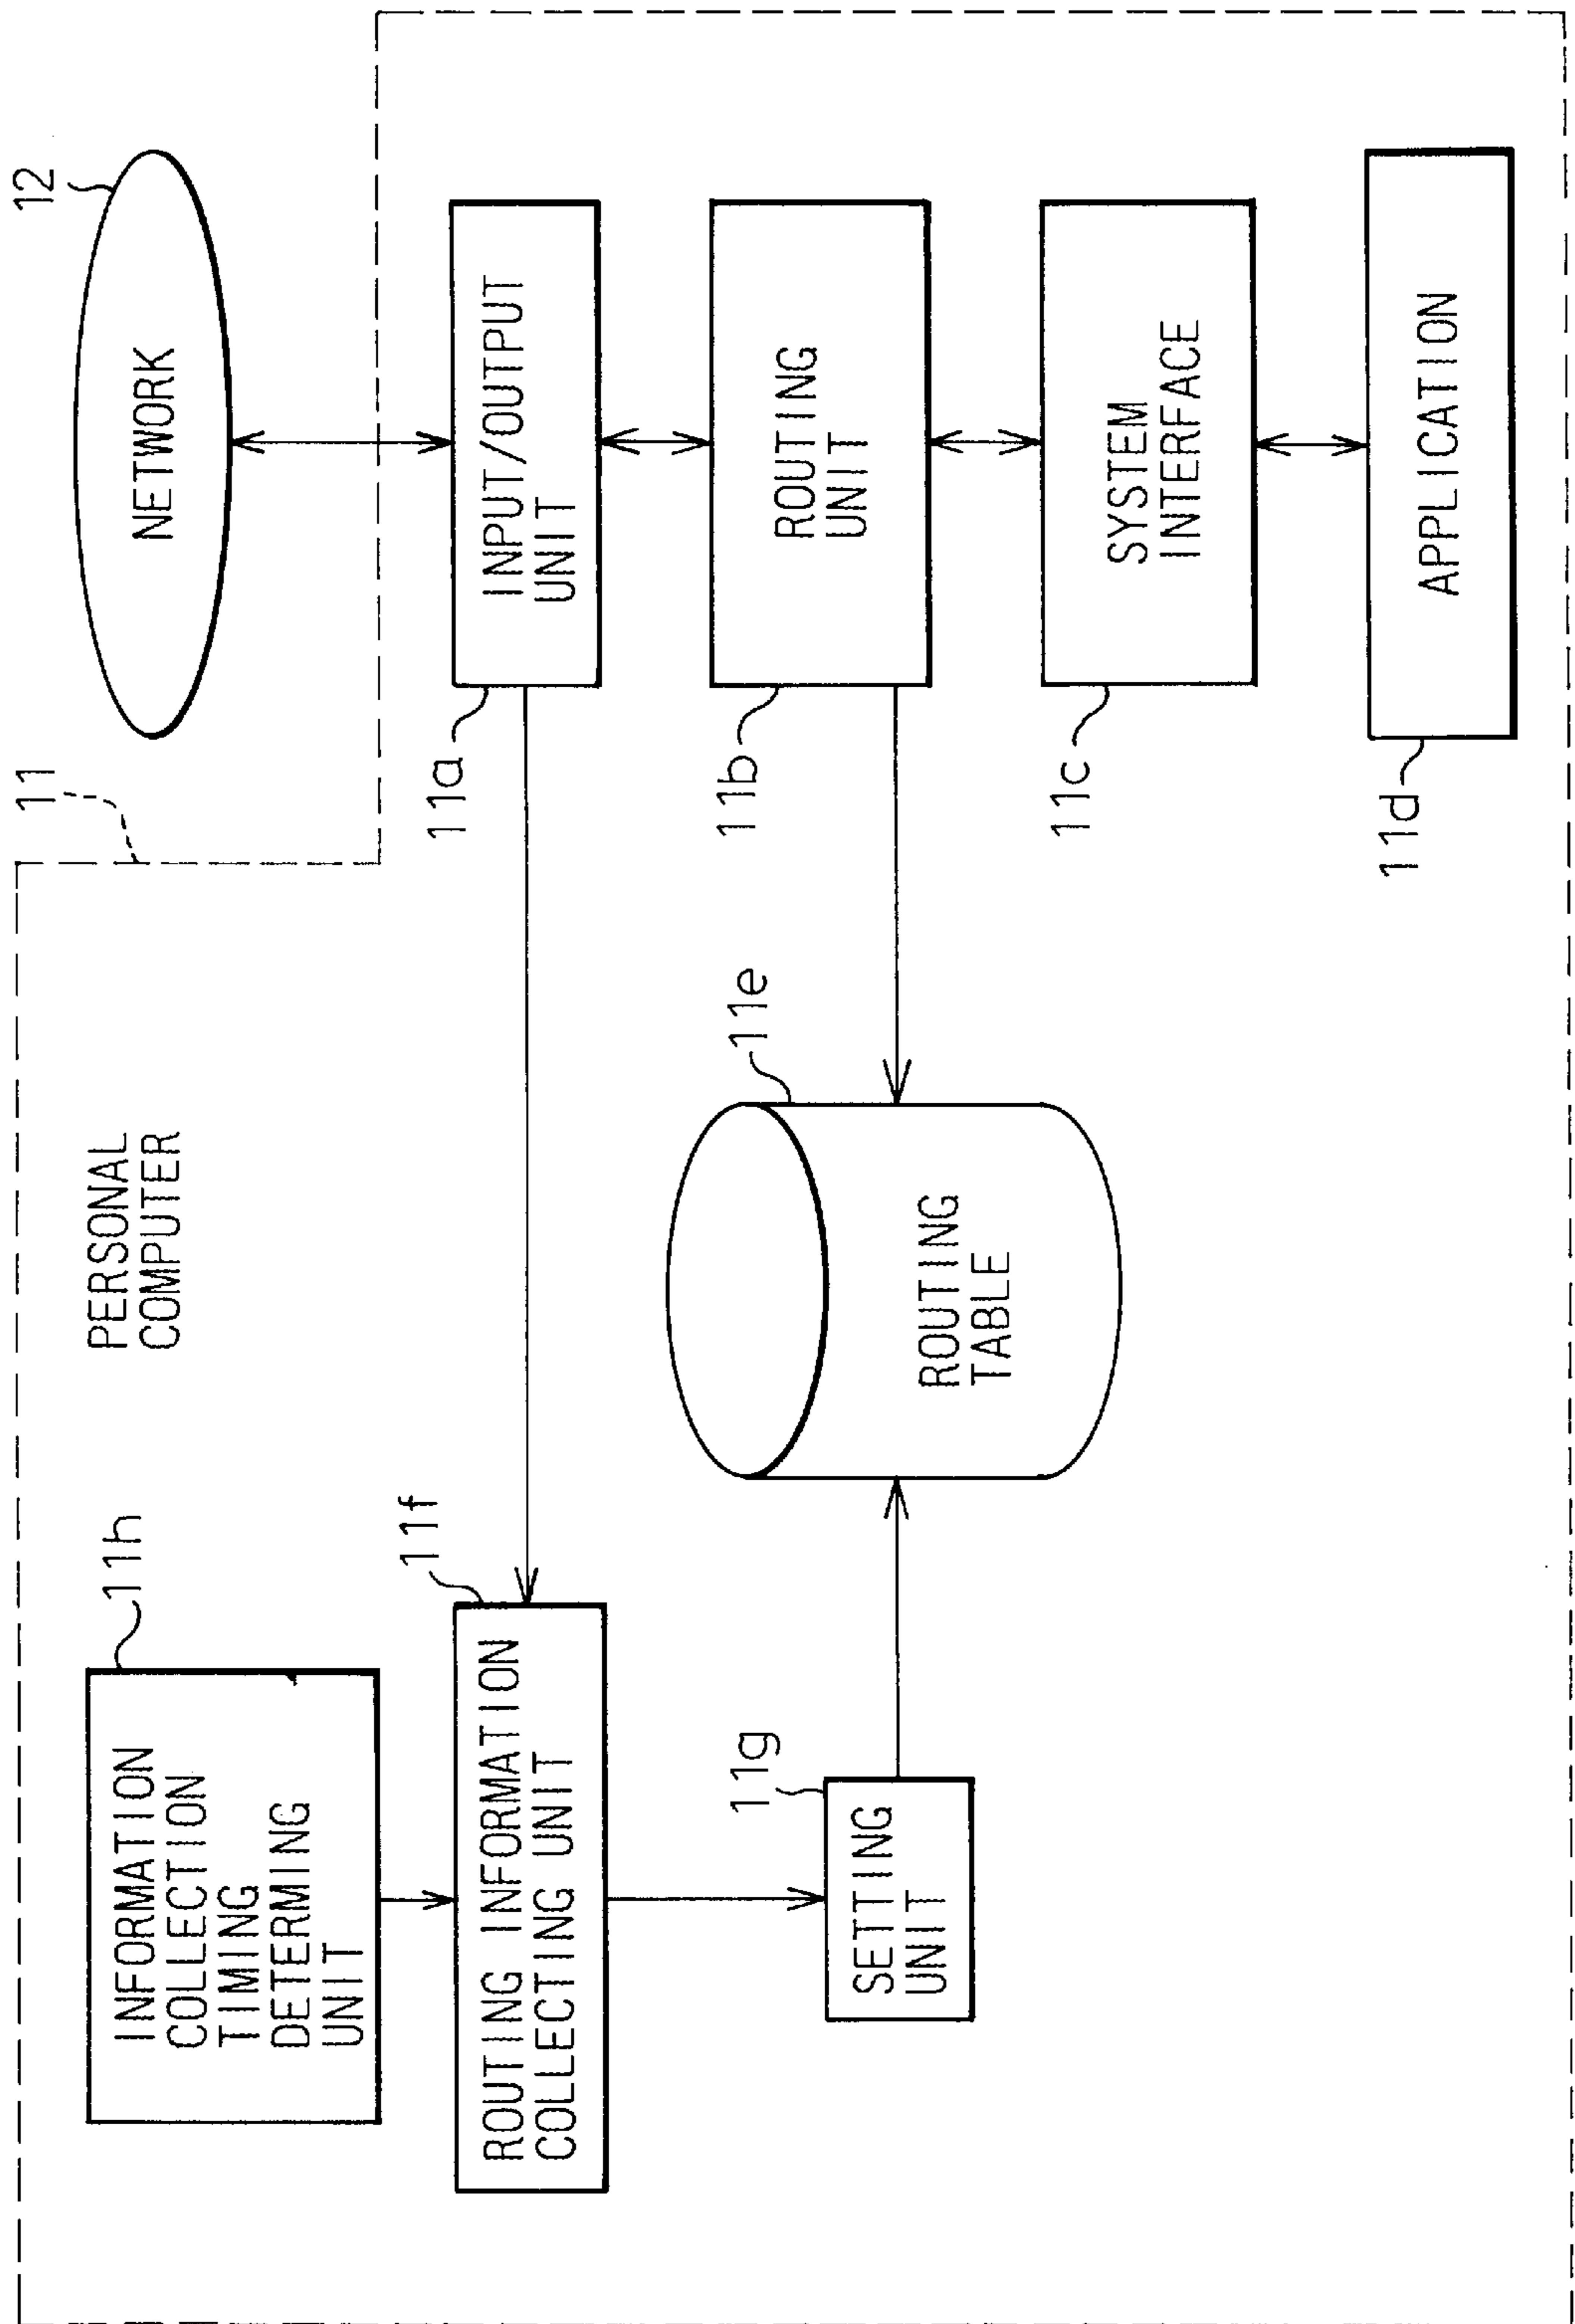 12
NETWORK
11
PERSONAL
COMPUTER
11h
INFORMATION
COLLECTION
TIMING
DETERMING
UNIT
11f
ROUTING INFORMATION
COLLECTING UNIT
11a
INPUT/OUTPUT
UNIT
11g
SETTING
UNIT
11e
ROUTING
TABLE
11b
ROUTING
UNIT
11c
SYSTEM
INTERFACE
11d
APPLICATION